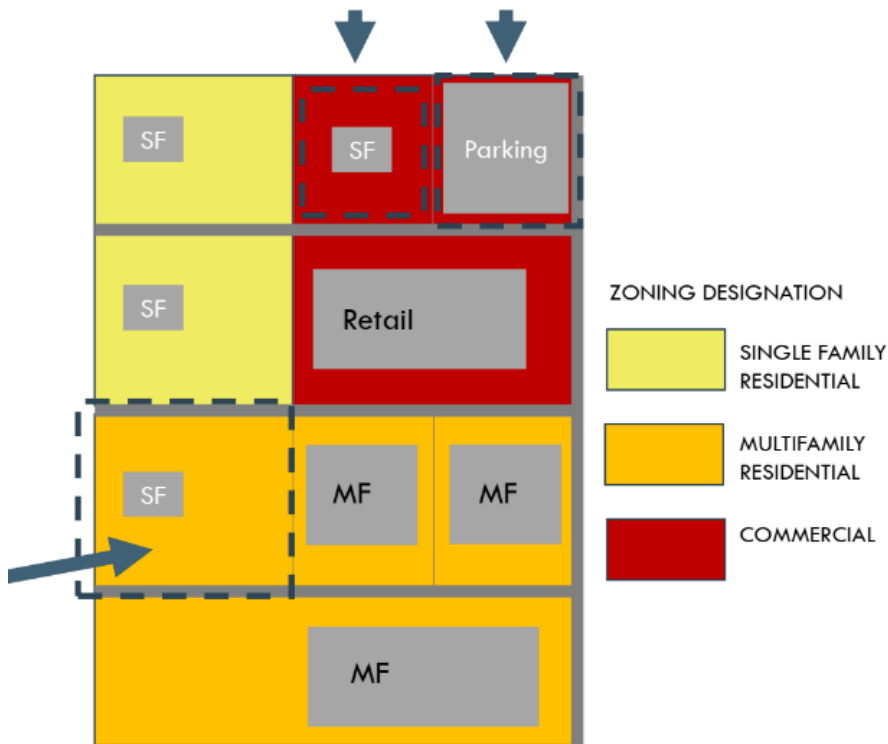 SF
SF
Parking
SF
Retail
SF
MF
MF
MF
ZONING DESIGNATION
SINGLE FAMILY
RESIDENTIAL
MULTIFAMILY
RESIDENTIAL
COMMERCIAL